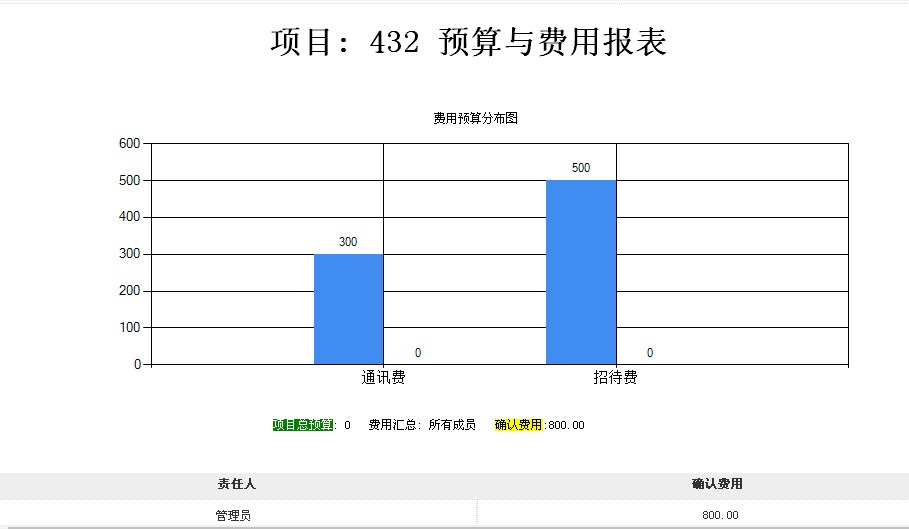 项目: 432 预算与费用报表
费用预算分布图
600
500
500
400
300
300
200
100
0
0
0
通讯费 招待费
项目总预算: 0 费用汇总: 所有成员 确认费用:800.00
责任人 确认费用
管理员 800.00